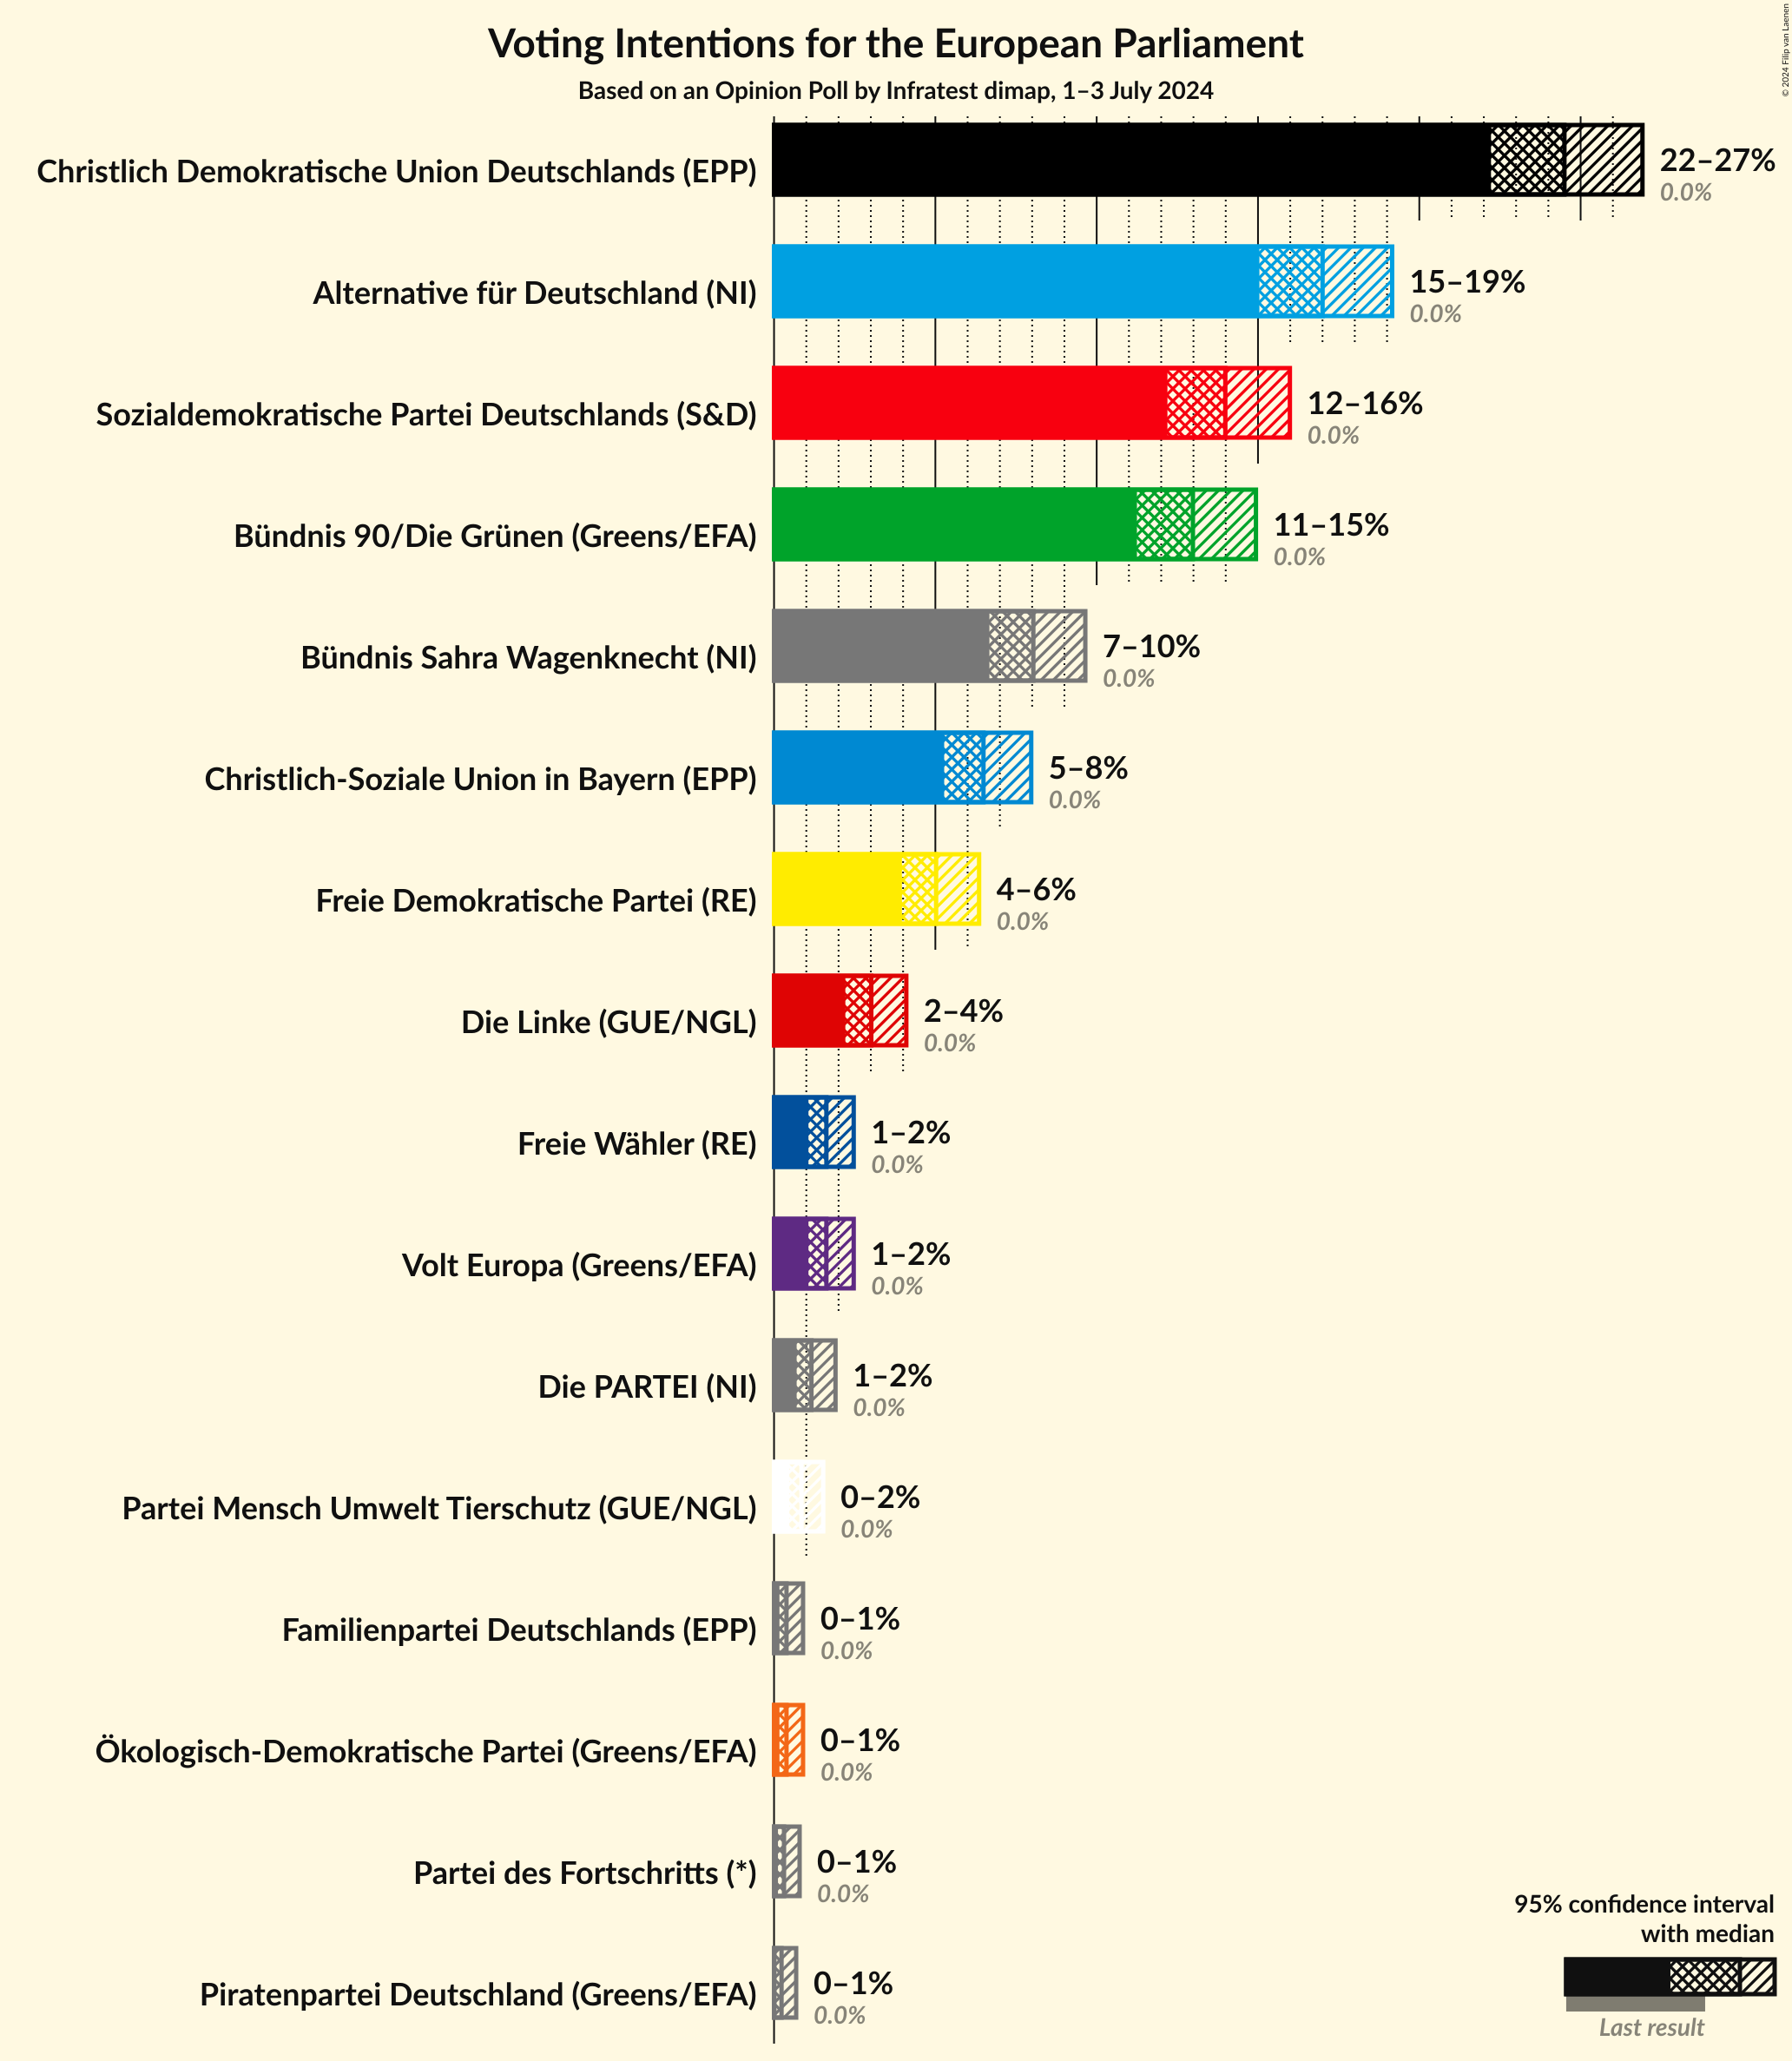 Voting Intentions for the European Parliament
Based on an Opinion Poll by Infratest dimap, 1–3 July 2024
© 2024 Filip van Laenen
Christlich Demokratische Union Deutschlands (EPP)
22–27%
0.0%
Alternative für Deutschland (NI)
15–19%
0.0%
Sozialdemokratische Partei Deutschlands (S&D)
12–16%
0.0%
Bündnis 90/Die Grünen (Greens/EFA)
11–15%
0.0%
Bündnis Sahra Wagenknecht (NI)
7–10%
0.0%
Christlich-Soziale Union in Bayern (EPP)
5–8%
0.0%
Freie Demokratische Partei (RE)
4–6%
0.0%
Die Linke (GUE/NGL)
2–4%
0.0%
Freie Wähler (RE)
1–2%
0.0%
Volt Europa (Greens/EFA)
1–2%
0.0%
Die PARTEI (NI)
1–2%
0.0%
Partei Mensch Umwelt Tierschutz (GUE/NGL)
0–2%
0.0%
Familienpartei Deutschlands (EPP)
0–1%
0.0%
Ökologisch-Demokratische Partei (Greens/EFA)
0–1%
0.0%
Partei des Fortschritts (*)
0–1%
0.0%
Piratenpartei Deutschland (Greens/EFA)
0–1%
0.0%
95% confidence interval
with median
Last result